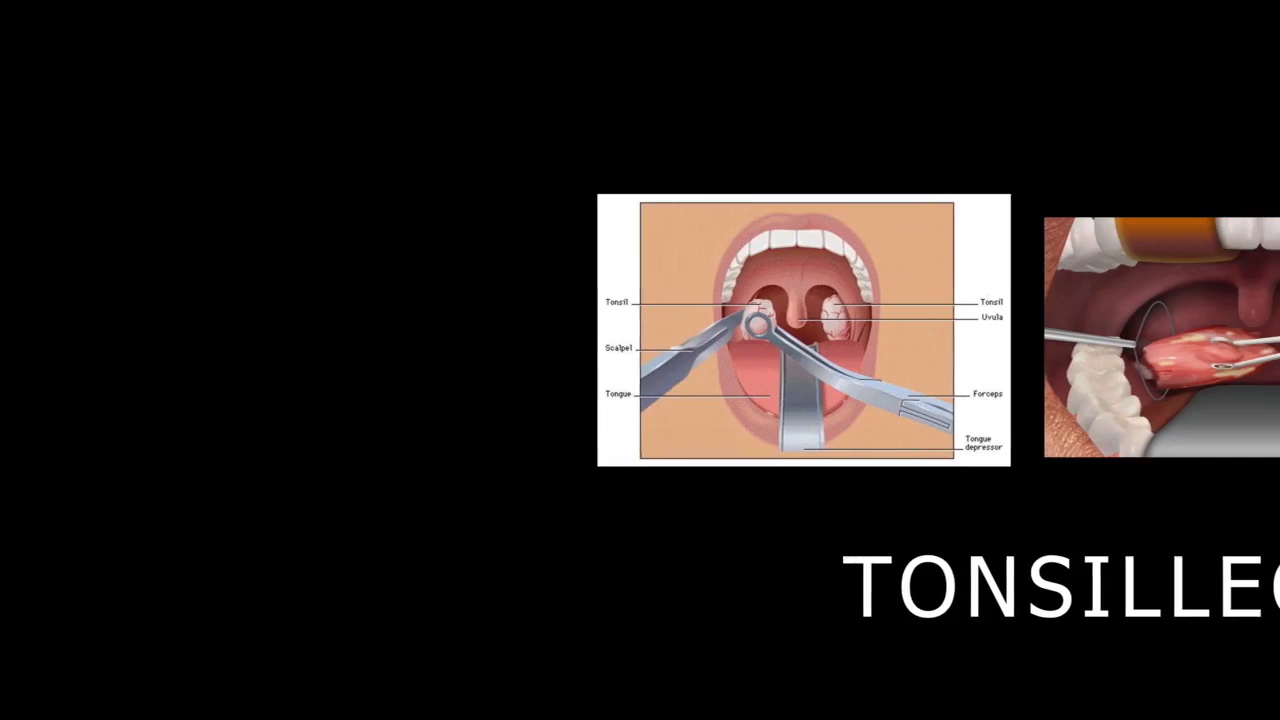 Tonsil
Tonsil
Uvula
Scalpel
Tongue
Forceps
Tongue
depressor
TONSILLE